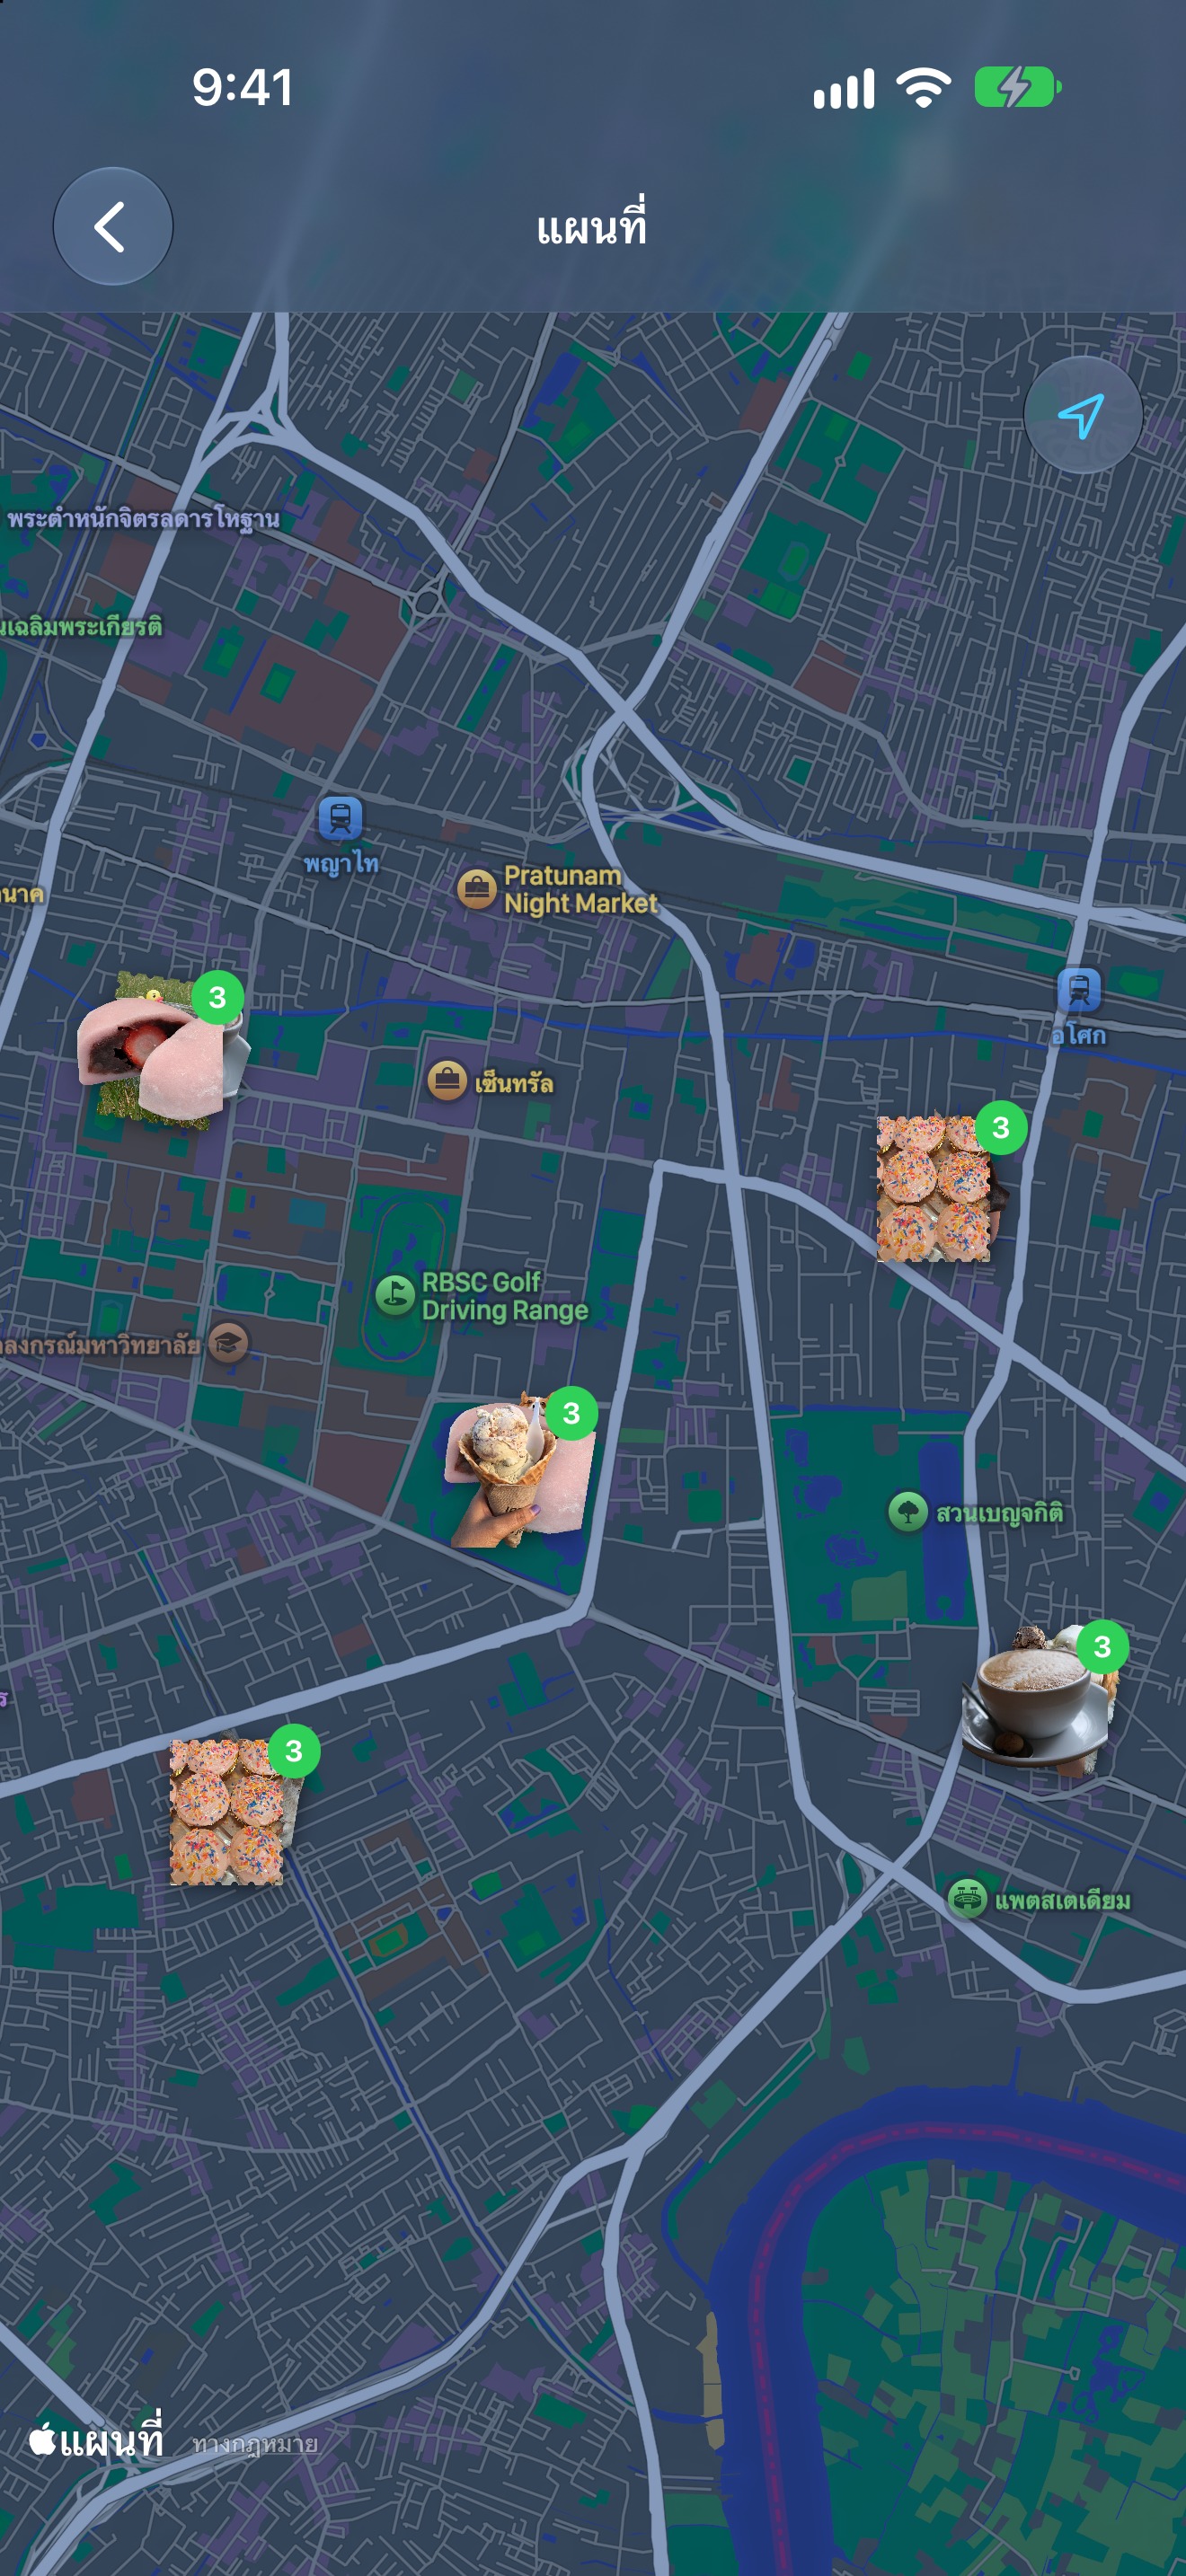 9:41
แผนที่
พระตำหนักจิตรลดารโหฐาน
นเฉลิมพระเกียรติ
พญาไท
Pratunam
Night Market
นาค
3
อโศก
เซ็นทรัล
3
RBSC Golf
Driving Range
ลงกรณ์มหาวิทยาลัย
3
สวนเบญจกิติ
3
ร
3
แพตสเตเดียม
แผนที่
ทางกฎหมาย